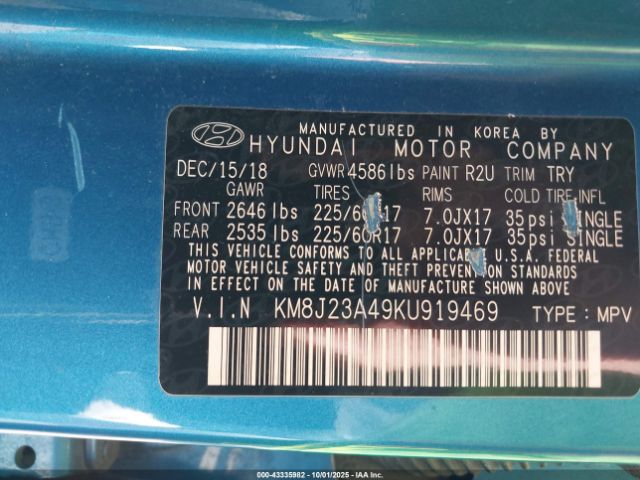 MANUFACTURED IN KOREA BY
HYUNDAI MOTOR COMPANY
DEC/15/18 GVWR 4586 lbs PAINT R2U TRIM TRY
GAWR TIRES RIMS COLD TIRE INFL
FRONT 2646 lbs 225/60R17 7.0JX17 35psi SINGLE
REAR 2535 lbs 225/60R17 7.0JX17 35psi SINGLE
THIS VEHICLE CONFORMS TO ALL APPLICABLE U.S.A. FEDERAL
MOTOR VEHICLE SAFETY AND THEFT PREVENTION STANDARDS
IN EFFECT ON THE DATE OF MANUFACTURE SHOWN ABOVE
V.I.N KM8J23A49KU919469 TYPE : MPV
000-43335982 - 10/01/2025 - IAA Inc.